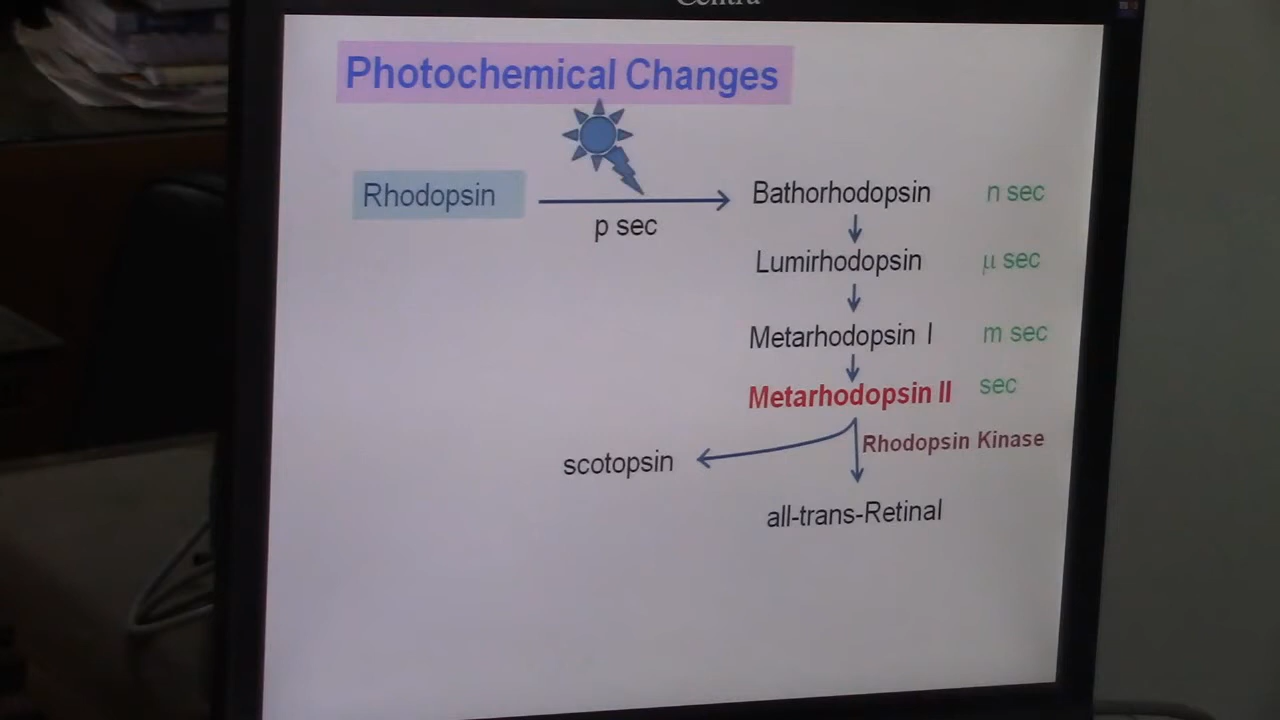 Photochemical Changes
Rhodopsin
p sec
Bathorhodopsin n sec
Lumirhodopsin μ sec
Metarhodopsin I m sec
Metarhodopsin II sec
Rhodopsin Kinase
scotopsin
all-trans-Retinal